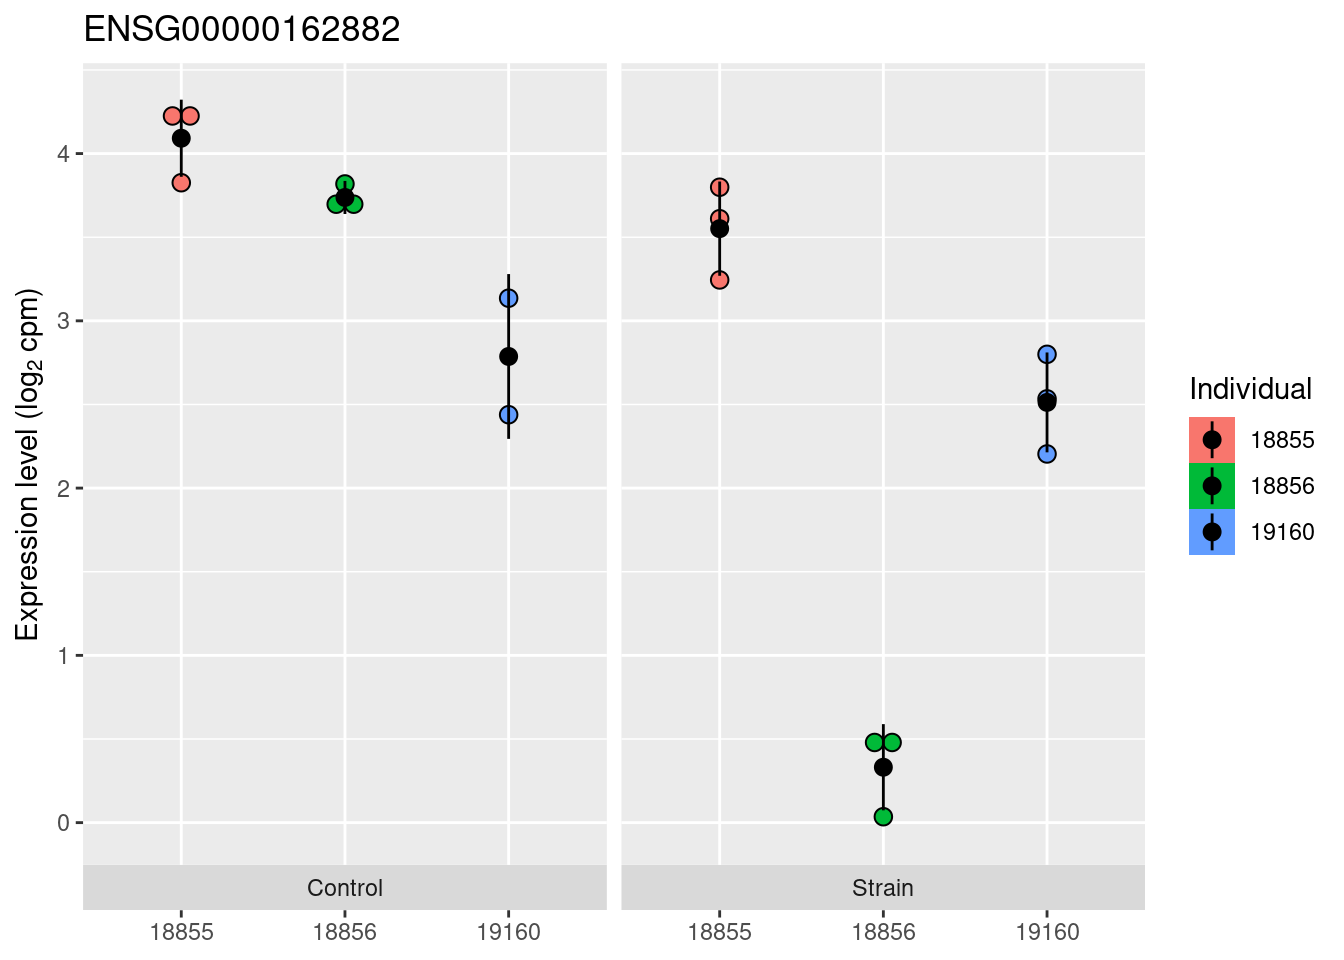 ENSG00000162882
Expression level (log₂ cpm)
4
3
2
1
0
Control
Strain
18855
18856
19160
18855
18856
19160
Individual
18855
18856
19160